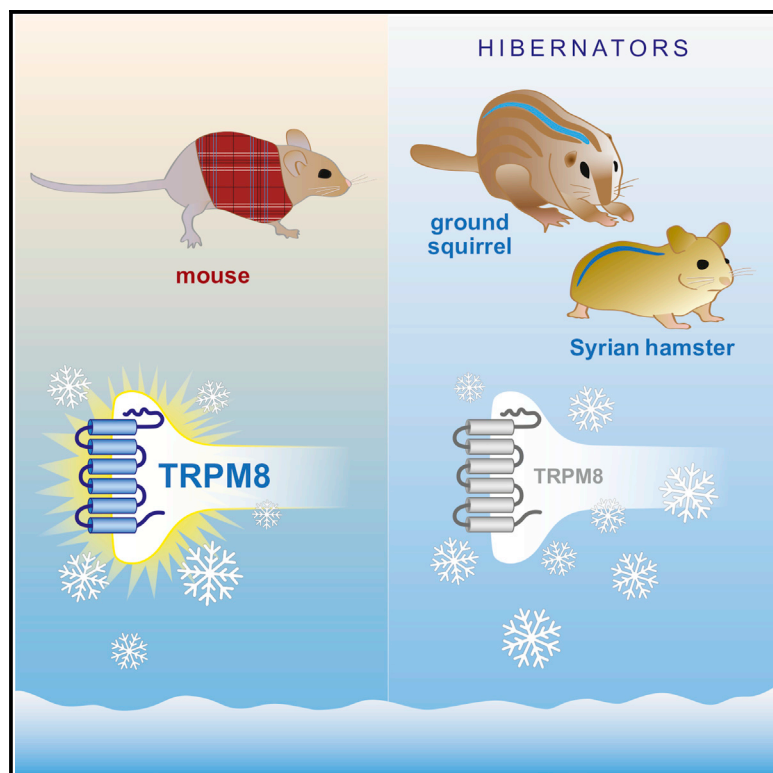 HIBERNATORS
mouse
ground
squirrel
Syrian hamster
TRPM8
TRPM8